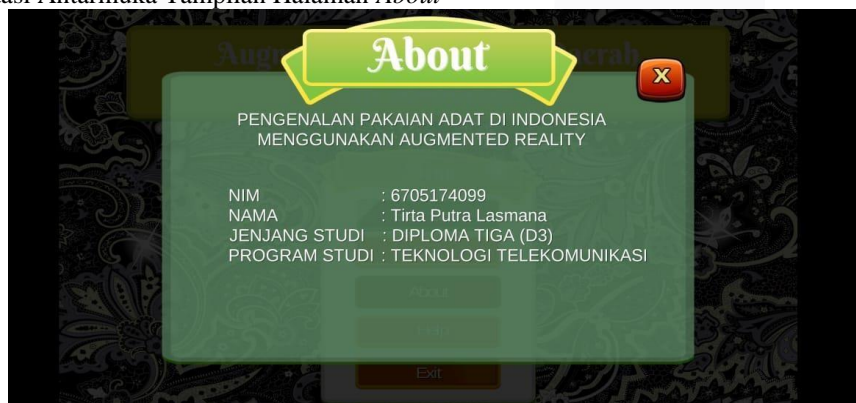 asi Antarmuka Tampilan Halaman About
About
X
PENGENALAN PAKAIAN ADAT DI INDONESIA
MENGGUNAKAN AUGMENTED REALITY
NIM : 6705174099
NAMA : Tirta Putra Lasmana
JENJANG STUDI : DIPLOMA TIGA (D3)
PROGRAM STUDI : TEKNOLOGI TELEKOMUNIKASI
About
Exit